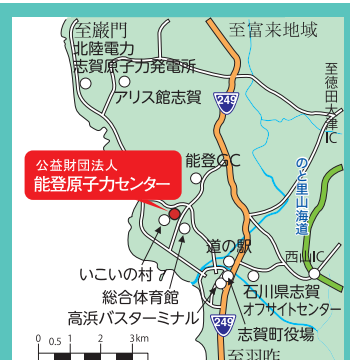 至巌門
至富来地域
北陸電力
志賀原子力発電所
至徳田大津IC
アリス館志賀
249
能登GC
公益財団法人
能登原子力センター
のと里山海道
道の駅
西山IC
いこいの村
総合体育館
石川県志賀
オフサイトセンター
高浜バスターミナル
249
志賀町役場
0 0.5 1 2 3km
至羽咋